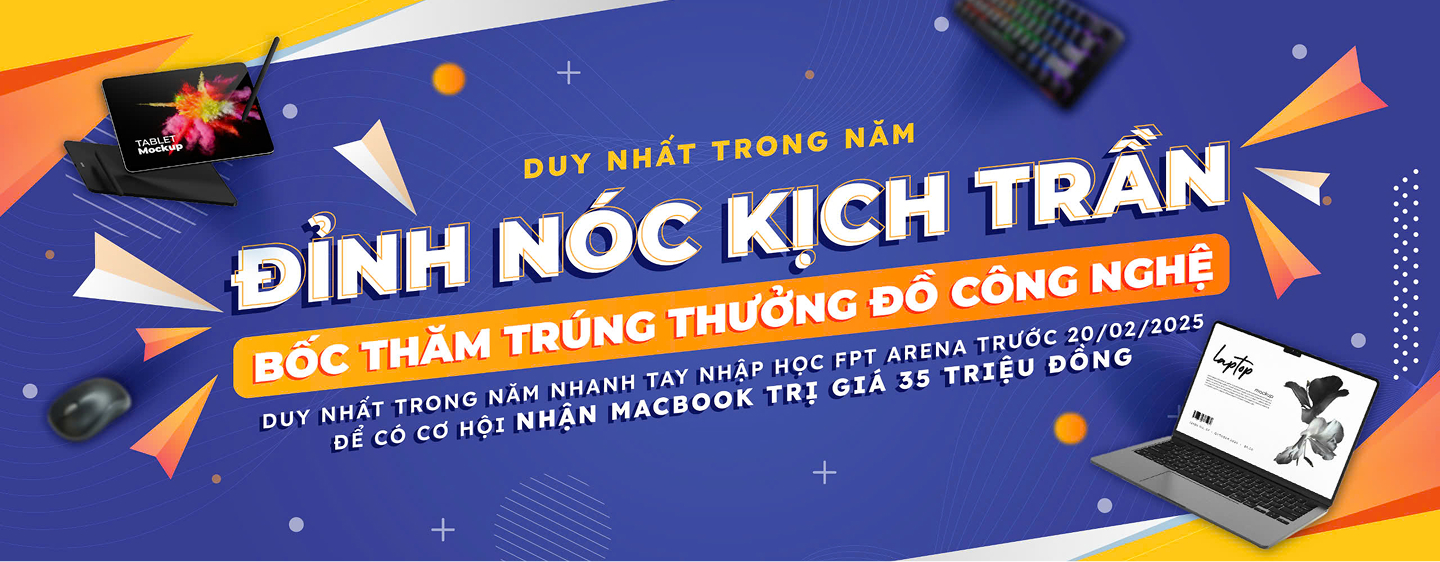 DUY NHẤT TRONG NĂM
ĐỈNH NÓC KỊCH TRẦN
BỐC THĂM TRÚNG THƯỞNG ĐỒ CÔNG NGHỆ
DUY NHẤT TRONG NĂM NHANH TAY NHẬP HỌC FPT ARENA TRƯỚC 20/02/2025
ĐỂ CÓ CƠ HỘI NHẬN MACBOOK TRỊ GIÁ 35 TRIỆU ĐỒNG
TABLET
Mockup
laptop
mockup